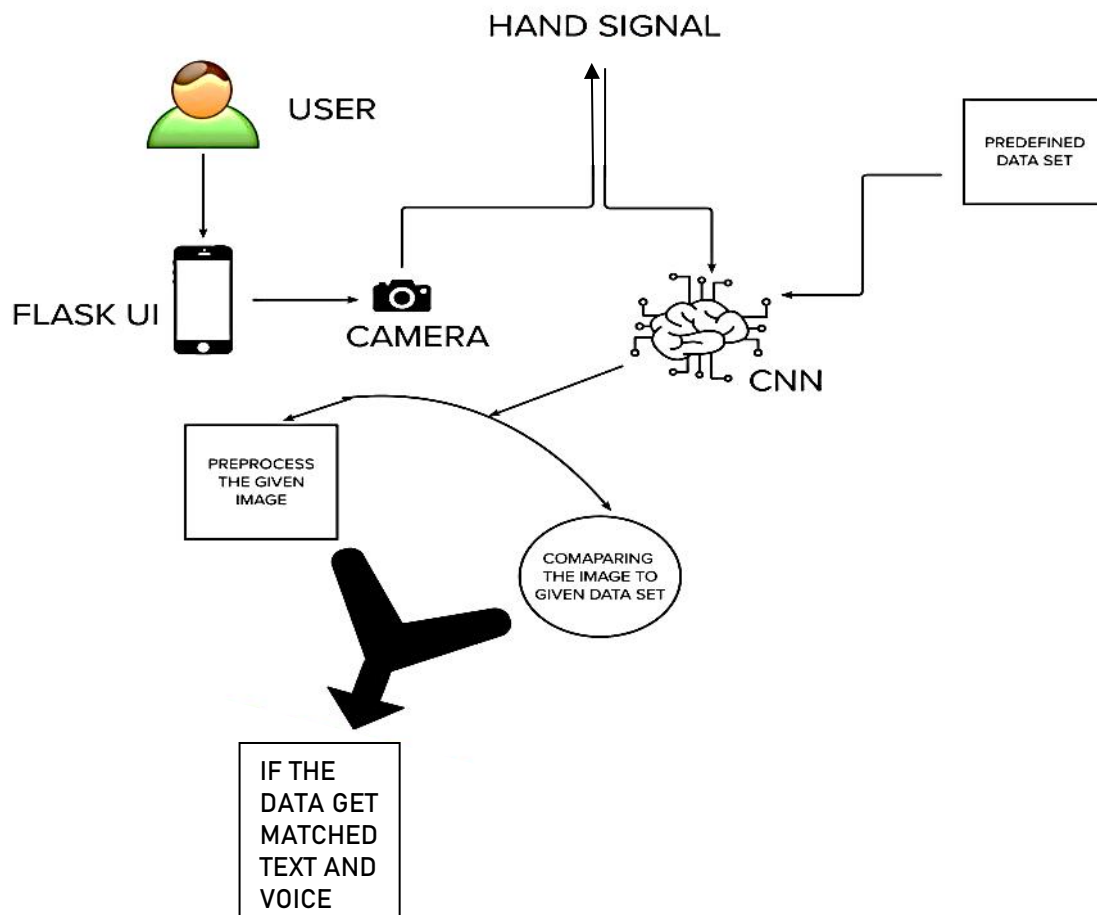 HAND SIGNAL
USER
PREDEFINED
DATA SET
FLASK UI
CAMERA
CNN
PREPROCESS
THE GIVEN
IMAGE
COMAPARING
THE IMAGE TO
GIVEN DATA SET
IF THE
DATA GET
MATCHED
TEXT AND
VOICE